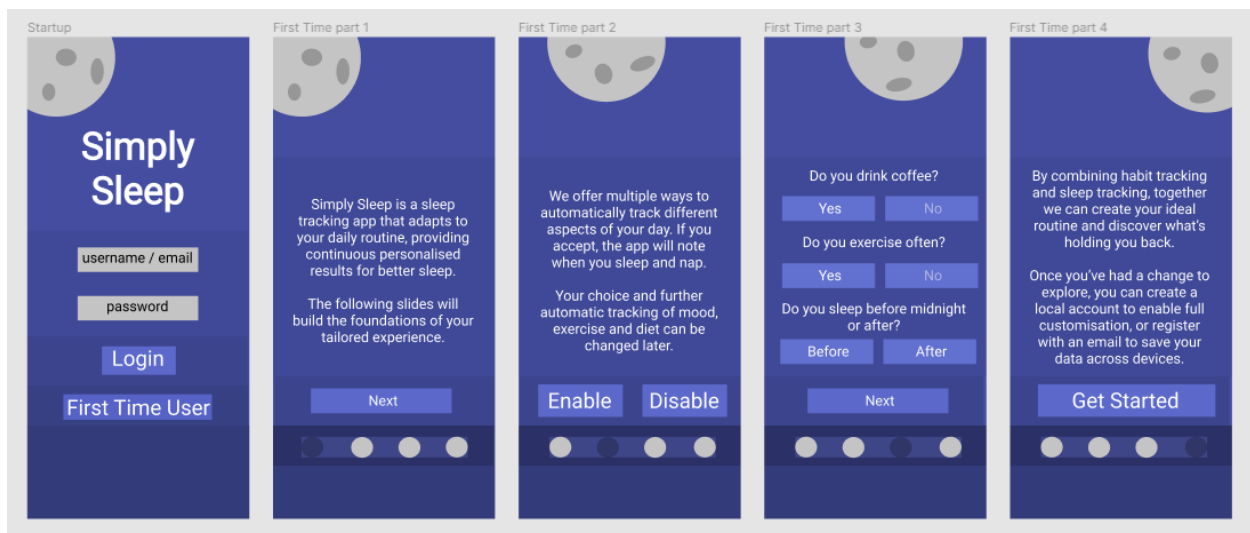 Startup
Simply
Sleep
username / email
password
Login
First Time User
First Time part 1
Simply Sleep is a sleep
tracking app that adapts to
your daily routine, providing
continuous personalised
results for better sleep.
The following slides will
build the foundations of your
tailored experience.
Next
First Time part 2
We offer multiple ways to
automatically track different
aspects of your day. If you
accept, the app will note
when you sleep and nap.
Your choice and further
automatic tracking of mood,
exercise and diet can be
changed later.
Enable Disable
First Time part 3
Do you drink coffee?
Yes No
Do you exercise often?
Yes No
Do you sleep before midnight
or after?
Before After
Next
First Time part 4
By combining habit tracking
and sleep tracking, together
we can create your ideal
routine and discover what's
holding you back.
Once you've had a change to
explore, you can create a
local account to enable full
customisation, or register
with an email to save your
data across devices.
Get Started